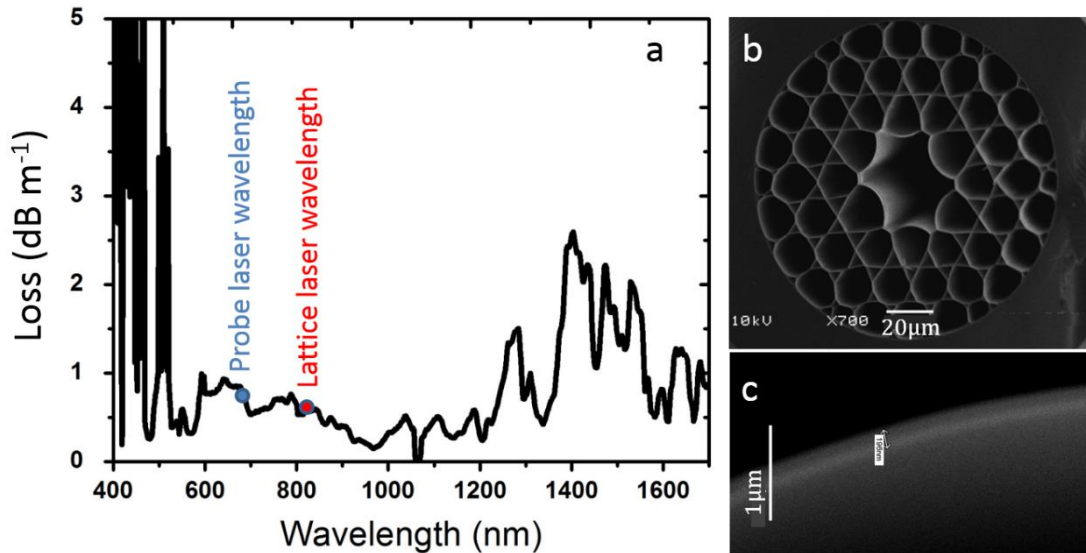 a
Loss (dB m⁻¹)
5
4
3
2
1
0
Probe laser wavelength
Lattice laser wavelength
400 600 800 1000 1200 1400 1600
Wavelength (nm)
b
10kV X700 20μm
c
196nm
1μm